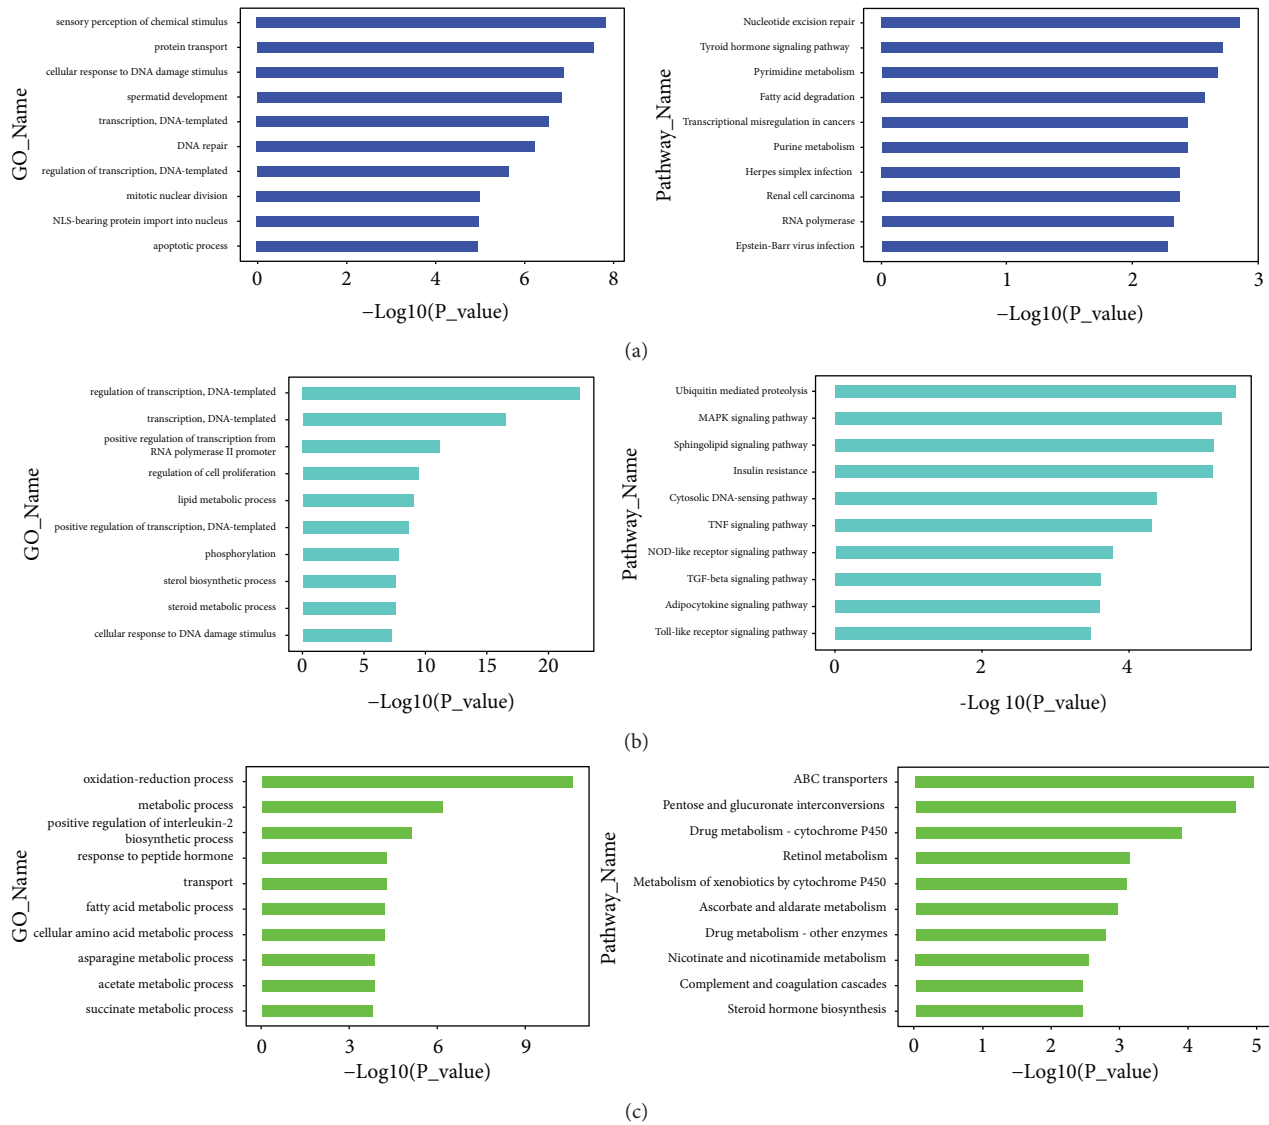 sensory perception of chemical stimulus
protein transport
cellular response to DNA damage stimulus
spermatid development
transcription, DNA-templated
DNA repair
regulation of transcription, DNA-templated
mitotic nuclear division
NLS-bearing protein import into nucleus
apoptotic process
GO_Name
0 2 4 6 8
−Log10(P_value)
Nucleotide excision repair
Tyroid hormone signaling pathway
Pyrimidine metabolism
Fatty acid degradation
Transcriptional misregulation in cancers
Purine metabolism
Herpes simplex infection
Renal cell carcinoma
RNA polymerase
Epstein-Barr virus infection
Pathway_Name
0 1 2 3
−Log10(P_value)
(a)
regulation of transcription, DNA-templated
transcription, DNA-templated
positive regulation of transcription from
RNA polymerase II promoter
regulation of cell proliferation
lipid metabolic process
positive regulation of transcription, DNA-templated
phosphorylation
sterol biosynthetic process
steroid metabolic process
cellular response to DNA damage stimulus
GO_Name
0 5 10 15 20
−Log10(P_value)
Ubiquitin mediated proteolysis
MAPK signaling pathway
Sphingolipid signaling pathway
Insulin resistance
Cytosolic DNA-sensing pathway
TNF signaling pathway
NOD-like receptor signaling pathway
TGF-beta signaling pathway
Adipocytokine signaling pathway
Toll-like receptor signaling pathway
Pathway_Name
0 2 4
-Log 10(P_value)
(b)
oxidation-reduction process
metabolic process
positive regulation of interleukin-2
biosynthetic process
response to peptide hormone
transport
fatty acid metabolic process
cellular amino acid metabolic process
asparagine metabolic process
acetate metabolic process
succinate metabolic process
GO_Name
0 3 6 9
−Log10(P_value)
ABC transporters
Pentose and glucuronate interconversions
Drug metabolism - cytochrome P450
Retinol metabolism
Metabolism of xenobiotics by cytochrome P450
Ascorbate and aldarate metabolism
Drug metabolism - other enzymes
Nicotinate and nicotinamide metabolism
Complement and coagulation cascades
Steroid hormone biosynthesis
Pathway_Name
0 1 2 3 4 5
−Log10(P_value)
(c)